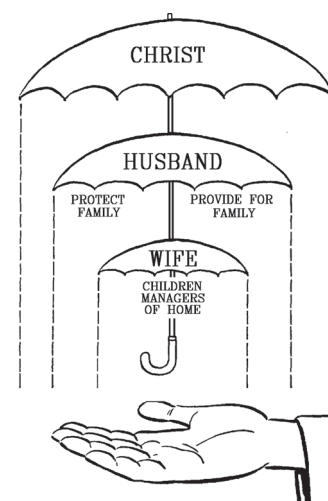 CHRIST
HUSBAND
PROTECT
FAMILY
PROVIDE FOR
FAMILY
WIFE
CHILDREN
MANAGERS
OF HOME